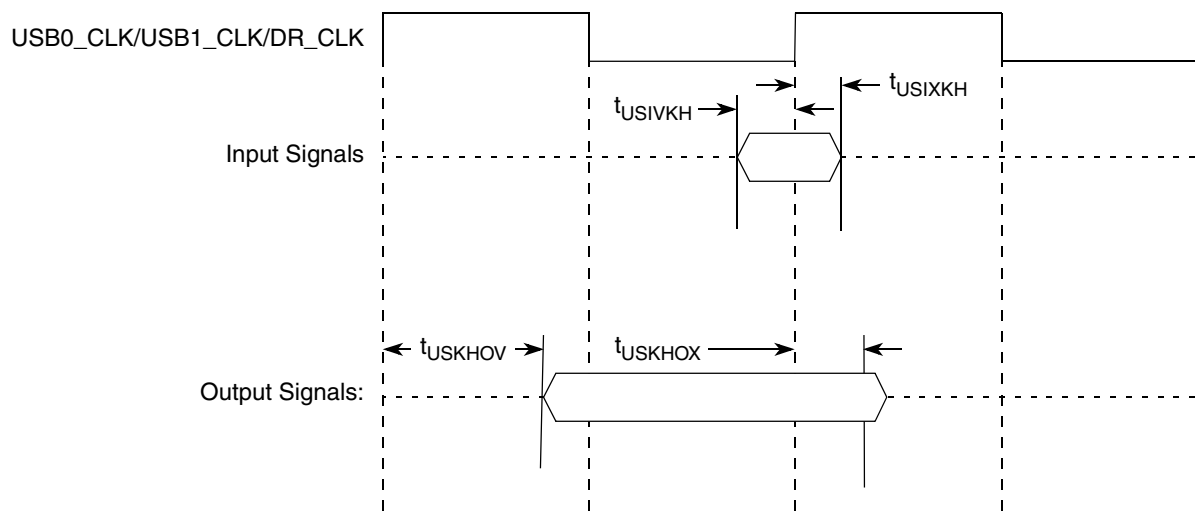 USB0_CLK/USB1_CLK/DR_CLK
tUSIXKH
tUSIVKH
Input Signals
tUSKHOV
tUSKHOX
Output Signals: